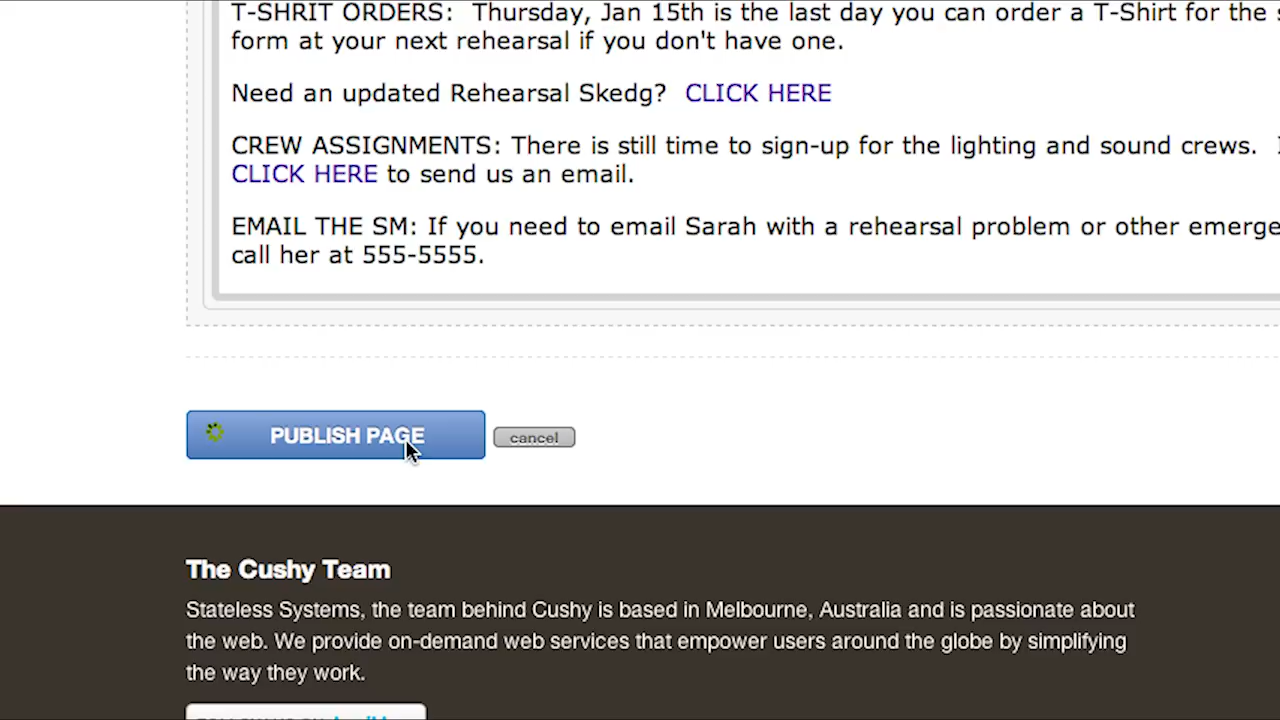 T-SHRIT ORDERS: Thursday, Jan 15th is the last day you can order a T-Shirt for the
form at your next rehearsal if you don't have one.
Need an updated Rehearsal Skedg? CLICK HERE
CREW ASSIGNMENTS: There is still time to sign-up for the lighting and sound crews.
CLICK HERE to send us an email.
EMAIL THE SM: If you need to email Sarah with a rehearsal problem or other emerge
call her at 555-5555.
PUBLISH PAGE cancel
The Cushy Team
Stateless Systems, the team behind Cushy is based in Melbourne, Australia and is passionate about
the web. We provide on-demand web services that empower users around the globe by simplifying
the way they work.